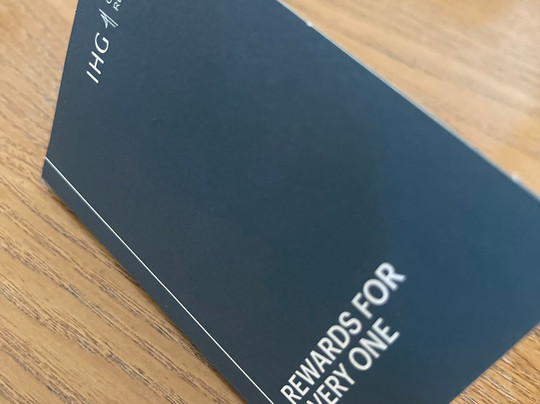 IHG
REWARDS FOR
VERY ONE